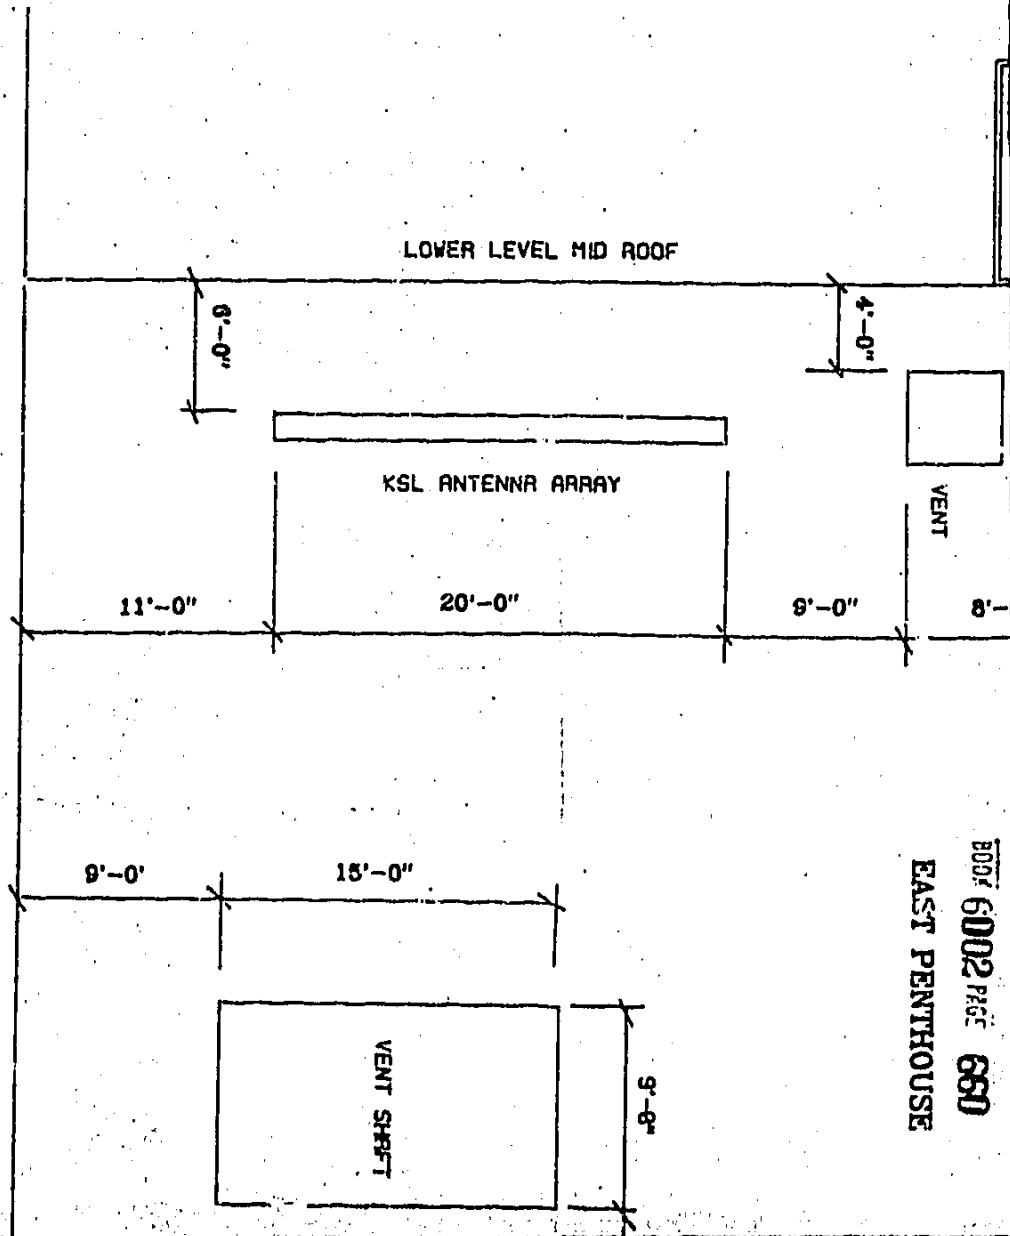 LOWER LEVEL MID ROOF
6'-0"
4'-0"
KSL ANTENNA ARRAY
VENT
11'-0"
20'-0"
9'-0"
8'-
9'-0'
15'-0"
BOOK 6002 PAGE 660
EAST PENTHOUSE
VENT SHAFT